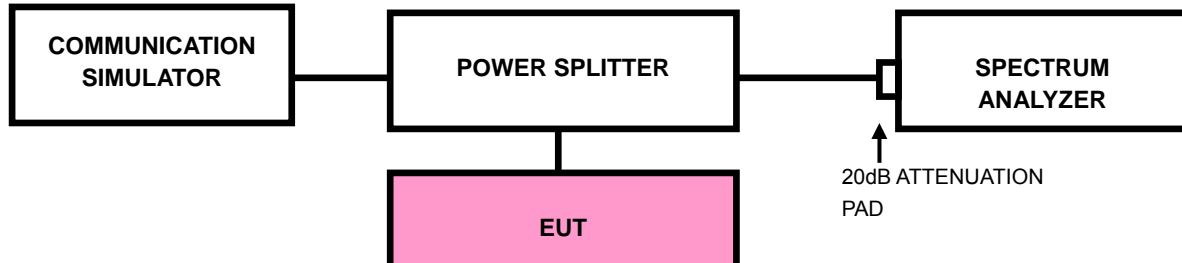 COMMUNICATION
SIMULATOR
POWER SPLITTER
SPECTRUM
ANALYZER
20dB ATTENUATION
PAD
EUT